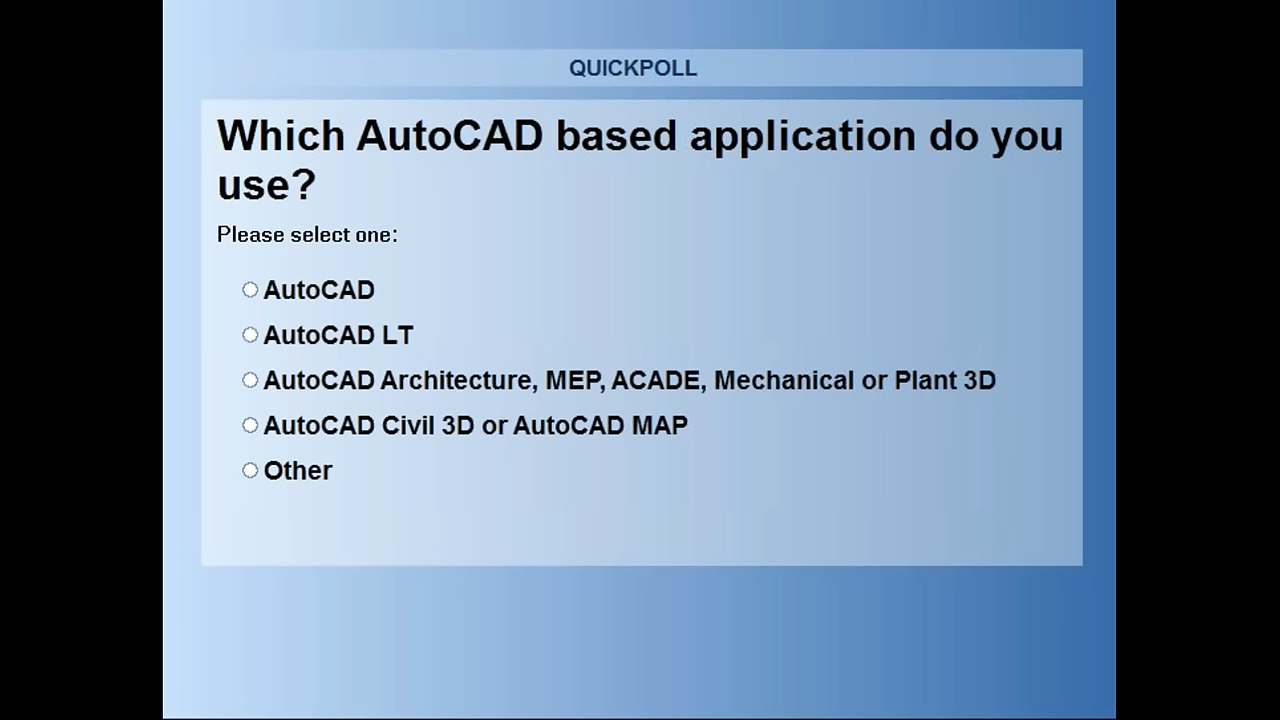 QUICKPOLL
Which AutoCAD based application do you
use?
Please select one:
AutoCAD
AutoCAD LT
AutoCAD Architecture, MEP, ACADE, Mechanical or Plant 3D
AutoCAD Civil 3D or AutoCAD MAP
Other